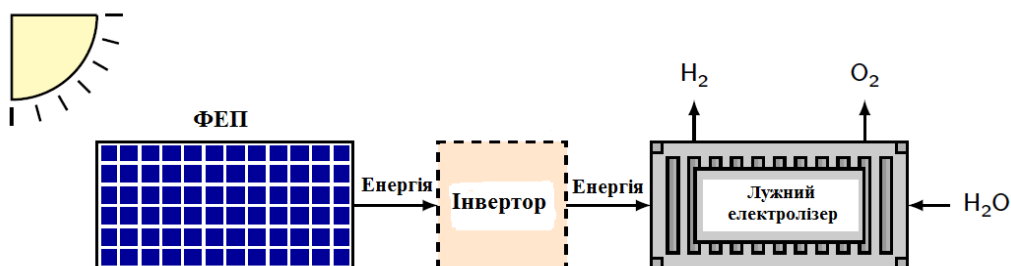 H₂
O₂
ФЕП
Енергія
Інвертор
Енергія
Лужний
електролізер
H₂O